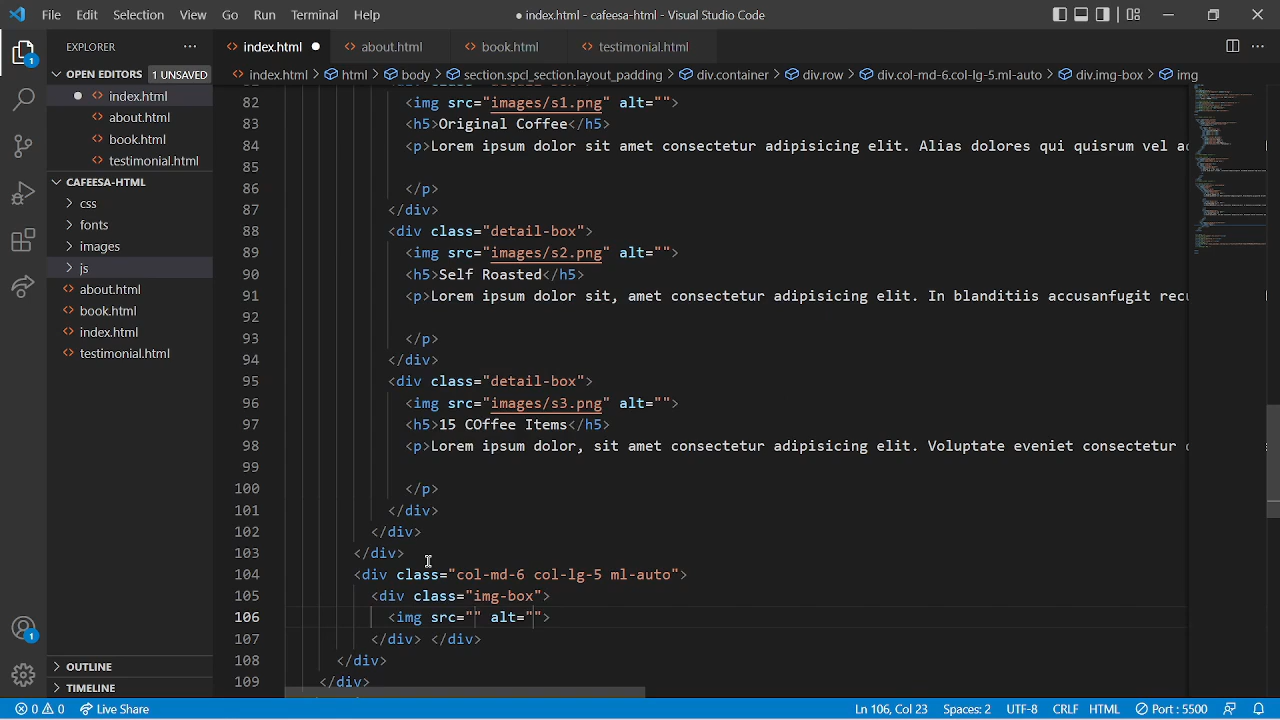 File Edit Selection View Go Run Terminal Help
● index.html - cafeesa-html - Visual Studio Code
EXPLORER ...
index.html ● about.html book.html testimonial.html
OPEN EDITORS 1 UNSAVED
index.html > html > body > section.spcl_section.layout_padding > div.container > div.row > div.col-md-6.col-lg-5.ml-auto > div.img-box > img
● index.html
about.html
book.html
testimonial.html
CAFEESA-HTML
css
fonts
images
js
about.html
book.html
index.html
testimonial.html
OUTLINE
TIMELINE
1
1
82 <img src="images/s1.png" alt="">
83 <h5>Original Coffee</h5>
84 <p>Lorem ipsum dolor sit amet consectetur adipisicing elit. Alias dolores qui quisrum vel
85
86 </p>
87 </div>
88 <div class="detail-box">
89 <img src="images/s2.png" alt="">
90 <h5>Self Roasted</h5>
91 <p>Lorem ipsum dolor sit, amet consectetur adipisicing elit. In blanditiis accusanfugit
92
93 </p>
94 </div>
95 <div class="detail-box">
96 <img src="images/s3.png" alt="">
97 <h5>15 COffee Items</h5>
98 <p>Lorem ipsum dolor, sit amet consectetur adipisicing elit. Voluptate eveniet consectetur
99
100 </p>
101 </div>
102 </div>
103 </div>
104 <div class="col-md-6 col-lg-5 ml-auto">
105 <div class="img-box">
106 <img src="" alt="">
107 </div> </div>
108 </div>
109 </div>
0 0 Live Share Ln 106, Col 23 Spaces: 2 UTF-8 CRLF HTML Port : 5500